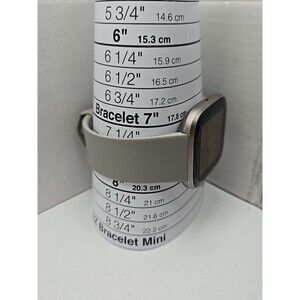 5 3/4" 14.6 cm
6" 15.3 cm
6 1/4" 15.9 cm
6 1/2" 16.5 cm
6 3/4" 17.2 cm
Bracelet 7" 17.8 c
7 1/4"
8" 20.3 cm
8 1/4" 21 cm
8 1/2" 21.6 cm
8 3/4" 22.2 cm
Bracelet Mini